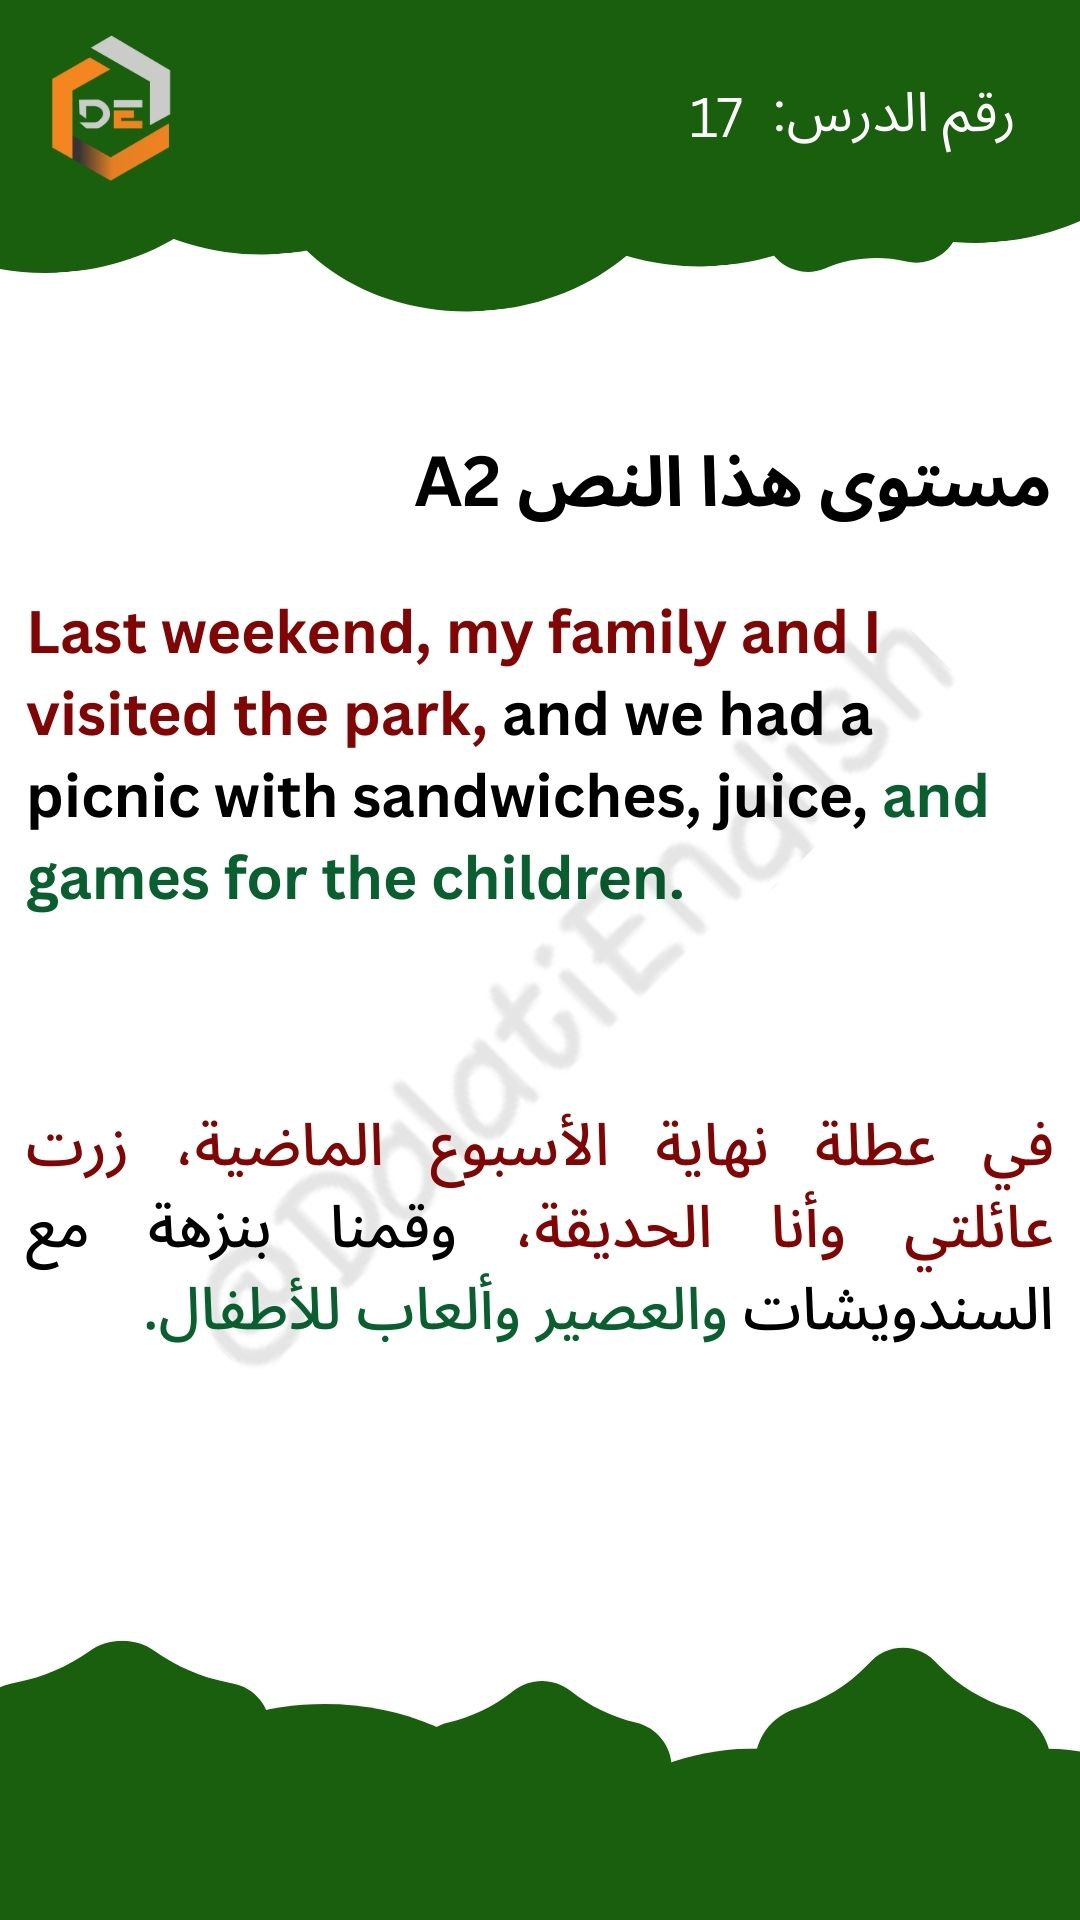 DE
رقم الدرس: 17
مستوى هذا النص A2
Last weekend, my family and I
visited the park, and we had a
picnic with sandwiches, juice, and
games for the children.
في عطلة نهاية الأسبوع الماضية، زرت
عائلتي وأنا الحديقة، وقمنا بنزهة مع
السندويشات والعصير وألعاب للأطفال.
@DalatiEnglish